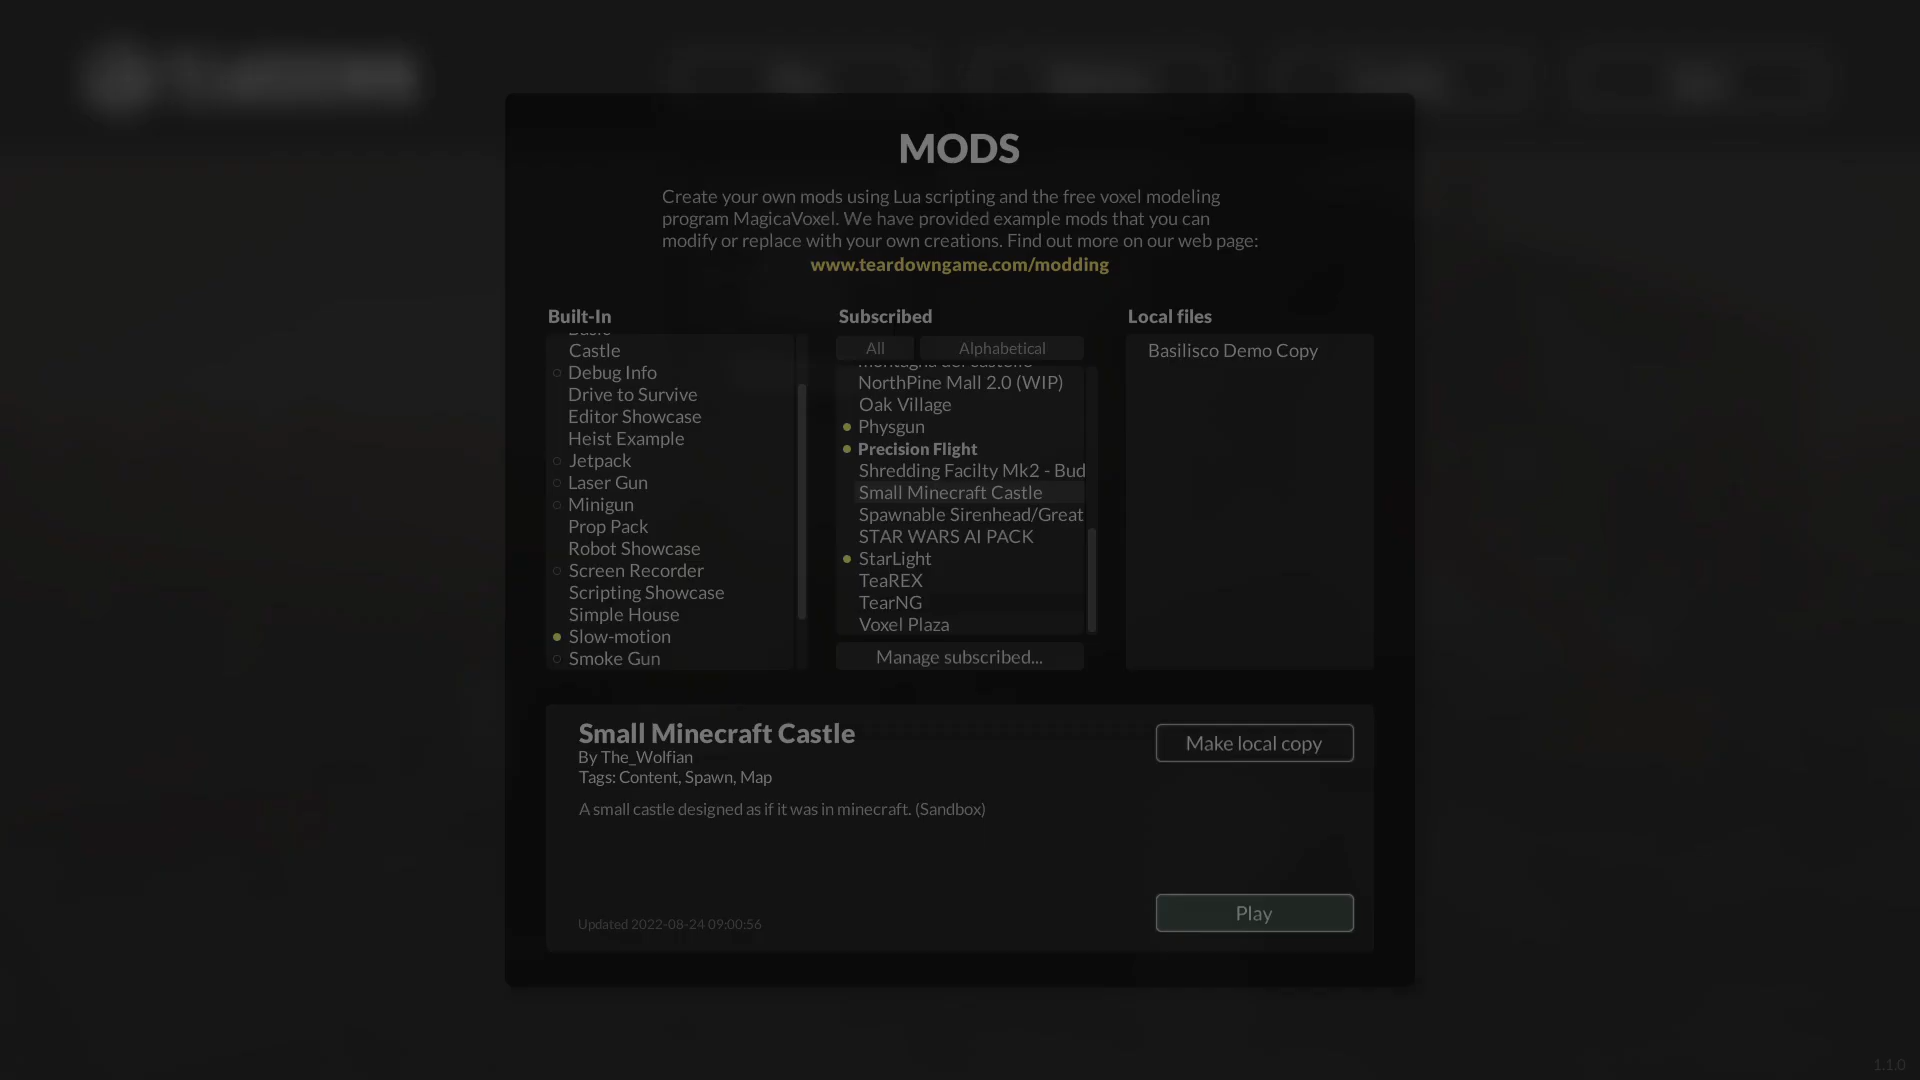 MODS
Create your own mods using Lua scripting and the free voxel modeling
program MagicaVoxel. We have provided example mods that you can
modify or replace with your own creations. Find out more on our web page:
www.teardowngame.com/modding
Built-In
Castle
Debug Info
Drive to Survive
Editor Showcase
Heist Example
Jetpack
Laser Gun
Minigun
Prop Pack
Robot Showcase
Screen Recorder
Scripting Showcase
Simple House
Slow-motion
Smoke Gun
Subscribed
All Alphabetical
NorthPine Mall 2.0 (WIP)
Oak Village
Physgun
Precision Flight
Shredding Facilty Mk2 - Bud
Small Minecraft Castle
Spawnable Sirenhead/Great
STAR WARS AI PACK
StarLight
TeaREX
TearNG
Voxel Plaza
Manage subscribed...
Local files
Basilisco Demo Copy
Small Minecraft Castle
By The_Wolfian
Tags: Content, Spawn, Map
A small castle designed as if it was in minecraft. (Sandbox)
Updated 2022-08-24 09:00:56
Make local copy
Play
1.1.0